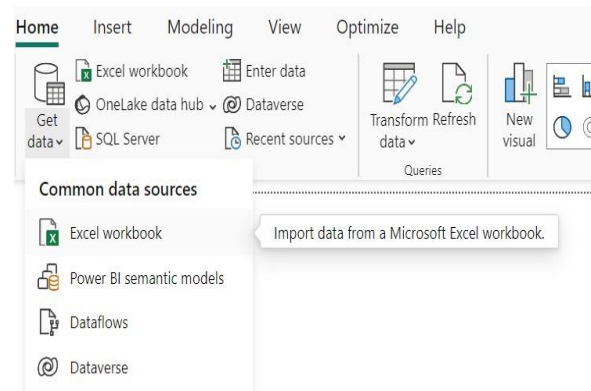 Home Insert Modeling View Optimize Help
Excel workbook Enter data
OneLake data hub Dataverse
SQL Server Recent sources
Get data
Transform data
Refresh
Queries
New visual
Common data sources
Excel workbook
Import data from a Microsoft Excel workbook.
Power BI semantic models
Dataflows
Dataverse